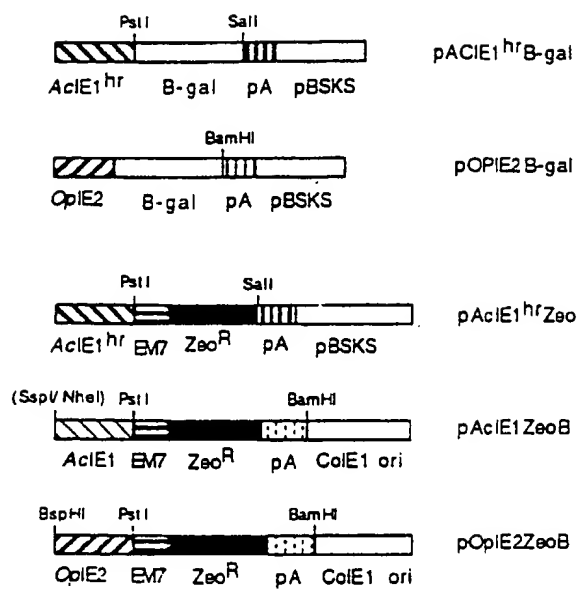 PstI SalI
pACIE1hrB-gal
AcIE1hr B-gal pA pBSKS
BamHI
pOPIE2B-gal
OpIE2 B-gal pA pBSKS
PstI SalI
pAcIE1hrZeo
AcIE1hr EM7 ZeoR pA pBSKS
(SspI/NheI) PstI BamHI
pAcIE1ZeoB
AcIE1 EM7 ZeoR pA ColE1 ori
BspHI PstI BamHI
pOpIE2ZeoB
OpIE2 EM7 ZeoR pA ColE1 ori